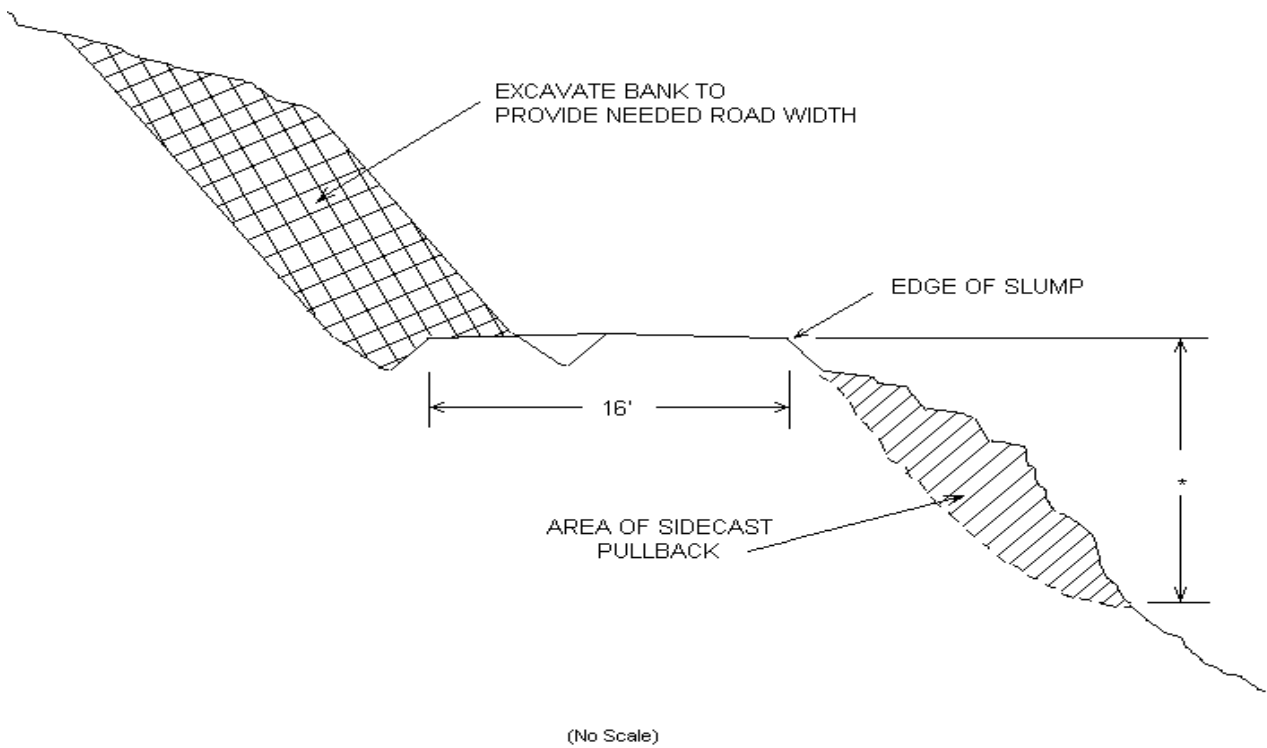 EXCAVATE BANK TO
PROVIDE NEEDED ROAD WIDTH
EDGE OF SLUMP
16'
*
AREA OF SIDECAST
PULLBACK
(No Scale)